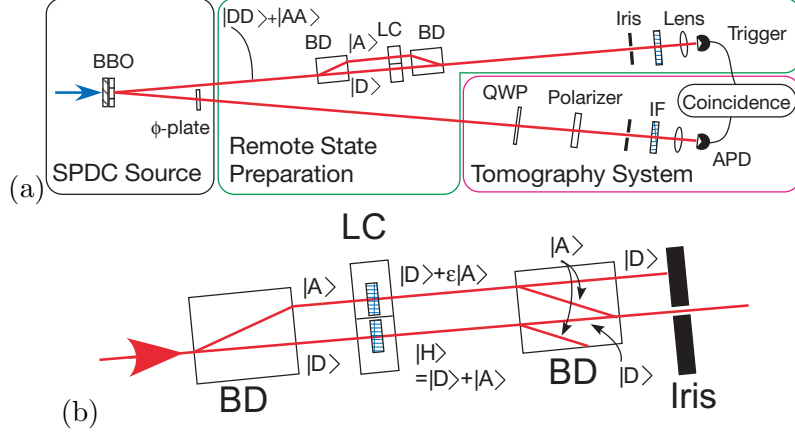 |DD⟩+|AA⟩
BBO
BD
|A⟩
LC
BD
|D⟩
Iris
Lens
Trigger
ϕ-plate
QWP
Polarizer
IF
Coincidence
APD
SPDC Source
Remote State
Preparation
Tomography System
(a)
LC
|A⟩
|D⟩+ε|A⟩
|A⟩
|D⟩
|D⟩
|H⟩
=|D⟩+|A⟩
|D⟩
BD
BD
Iris
(b)